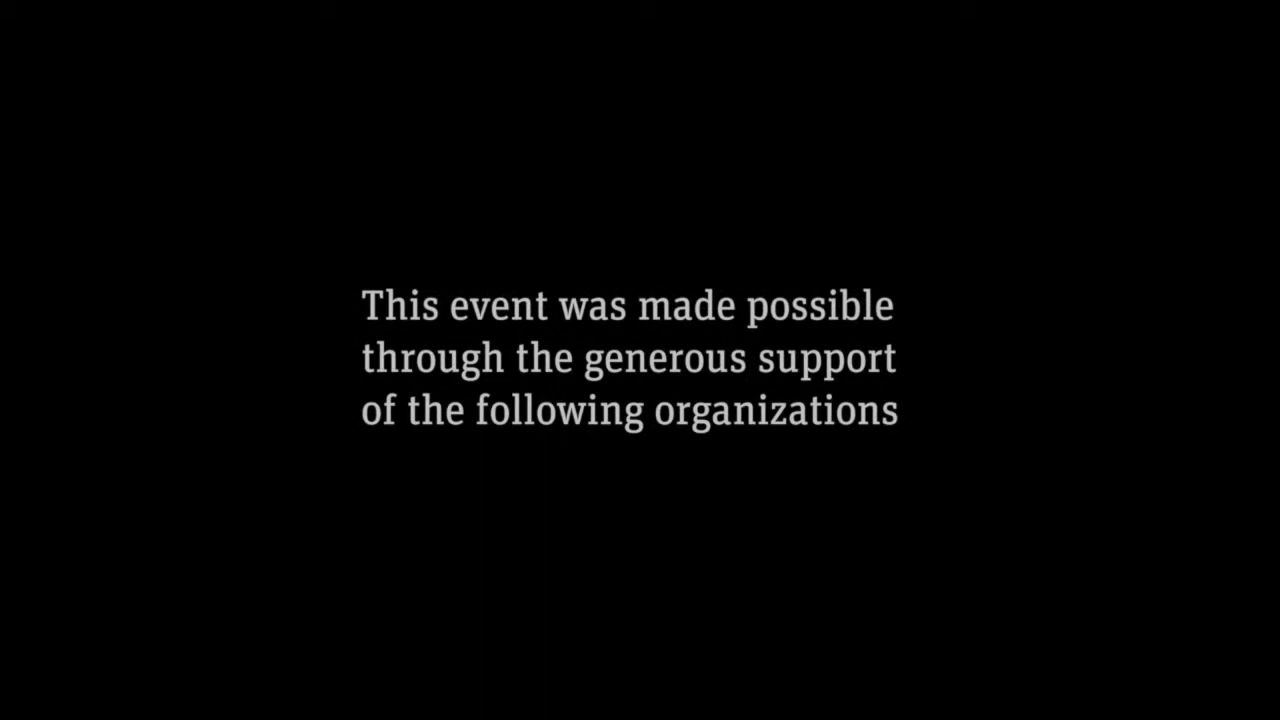 This event was made possible
through the generous support
of the following organizations